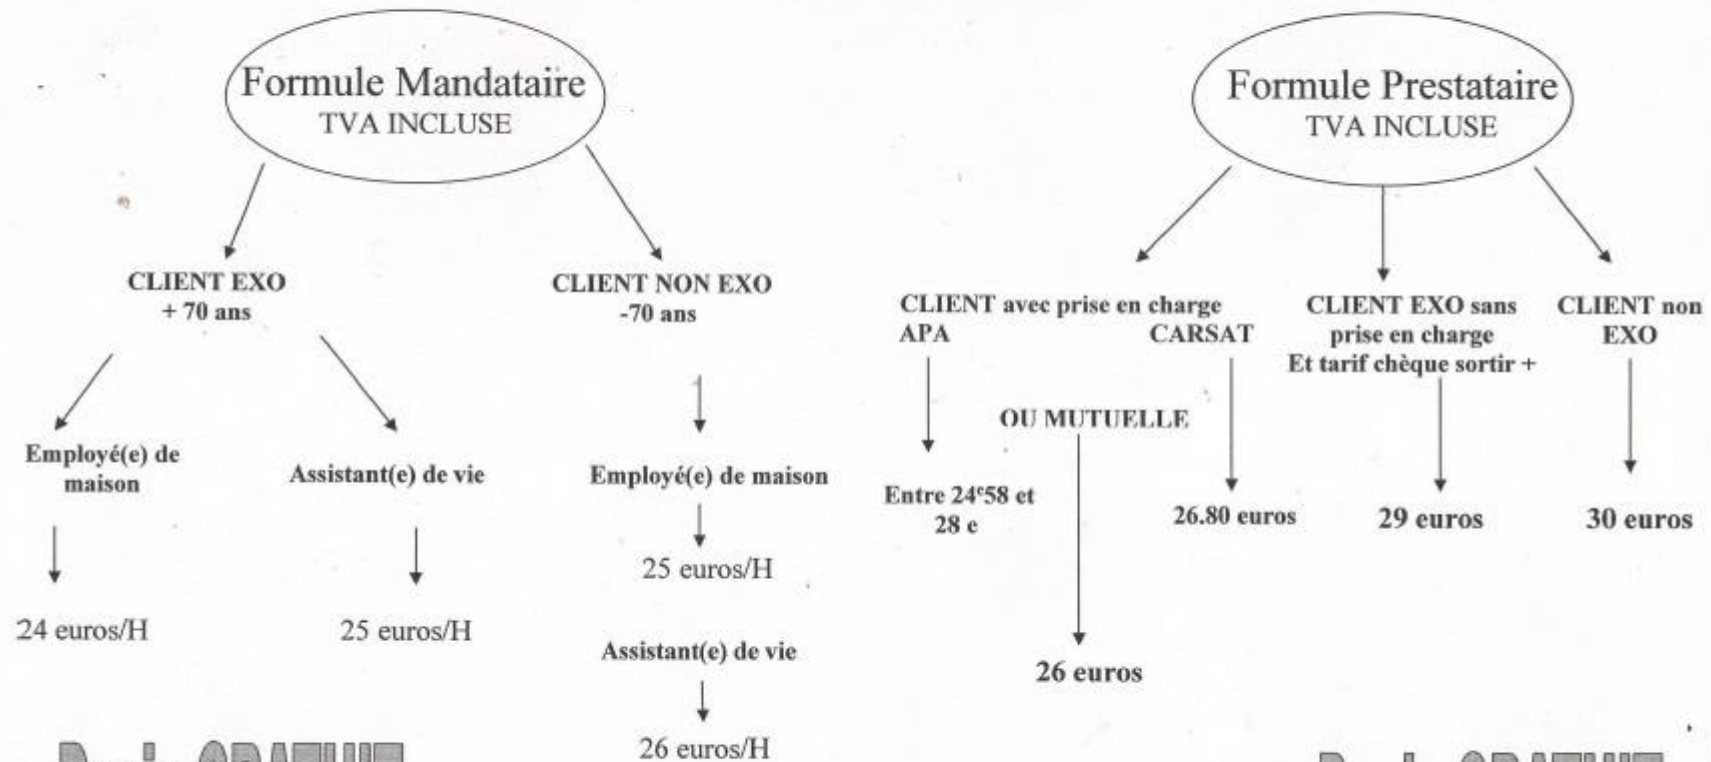 Formule Mandataire
TVA INCLUSE
CLIENT EXO
+ 70 ans
Employé(e) de
maison
24 euros/H
Assistant(e) de vie
25 euros/H
CLIENT NON EXO
-70 ans
Employé(e) de maison
25 euros/H
Assistant(e) de vie
26 euros/H
Formule Prestataire
TVA INCLUSE
CLIENT avec prise en charge
APA
Entre 24€58 et
28 e
OU MUTUELLE
26 euros
CARSAT
26.80 euros
CLIENT EXO sans
prise en charge
Et tarif chèque sortir +
29 euros
CLIENT non
EXO
30 euros
GRATUIT
GRATUIT